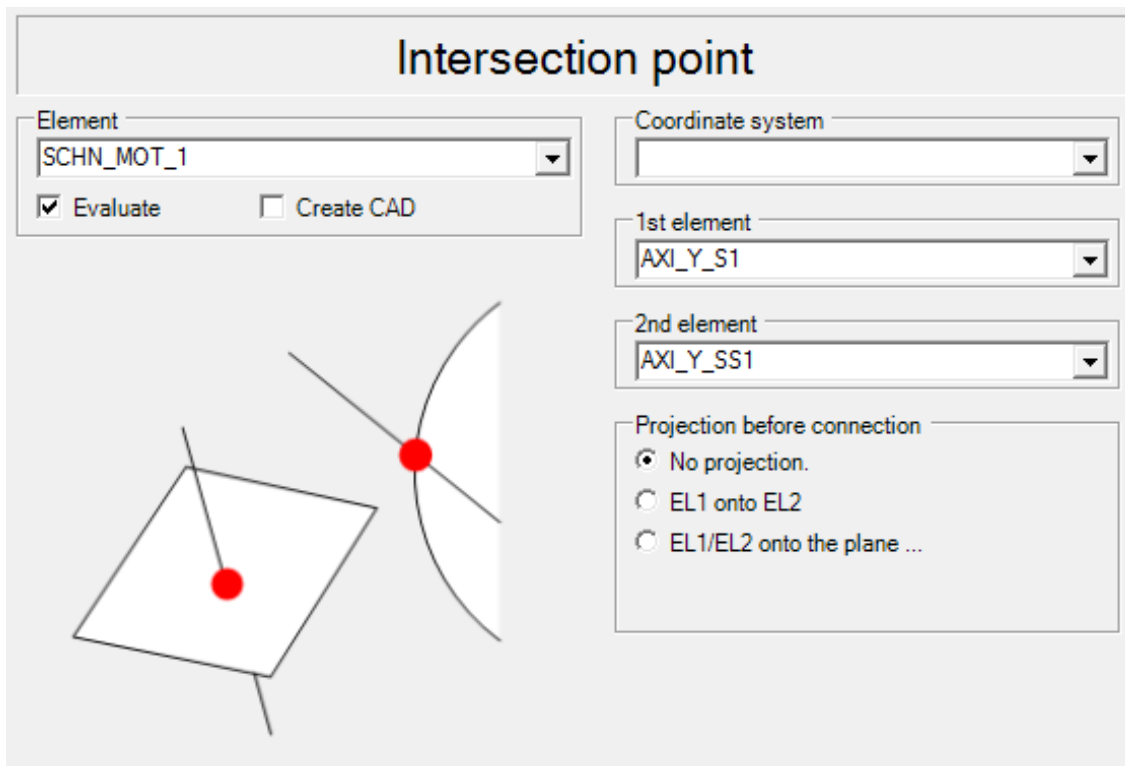 Intersection point
Element
SCHN_MOT_1
Evaluate
Create CAD
Coordinate system
1st element
AXI_Y_S1
2nd element
AXI_Y_SS1
Projection before connection
No projection.
EL1 onto EL2
EL1/EL2 onto the plane ...